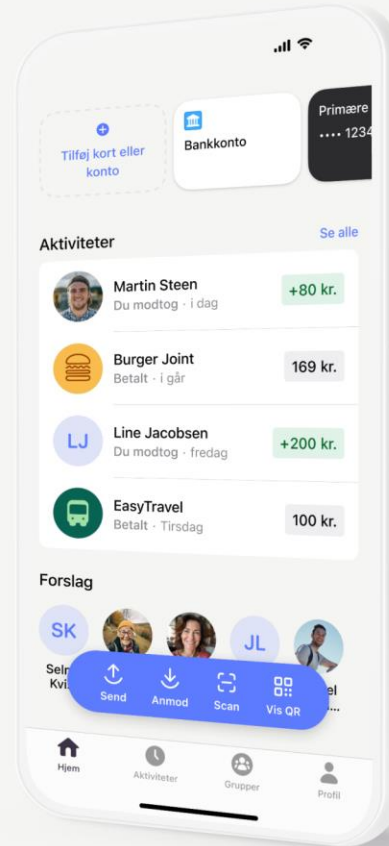 Tilføj kort eller
konto
Bankkonto
Primære
•••• 1234
Aktiviteter
Se alle
Martin Steen
Du modtog · i dag
+80 kr.
Burger Joint
Betalt · i går
169 kr.
LJ
Line Jacobsen
Du modtog · fredag
+200 kr.
EasyTravel
Betalt · Tirsdag
100 kr.
Forslag
SK
JL
Send
Anmod
Scan
Vis QR
Hjem
Aktiviteter
Grupper
Profil